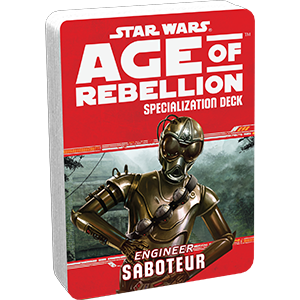 STAR WARS
AGE OF
REBELLION
SPECIALIZATION DECK
ENGINEER
SABOTEUR